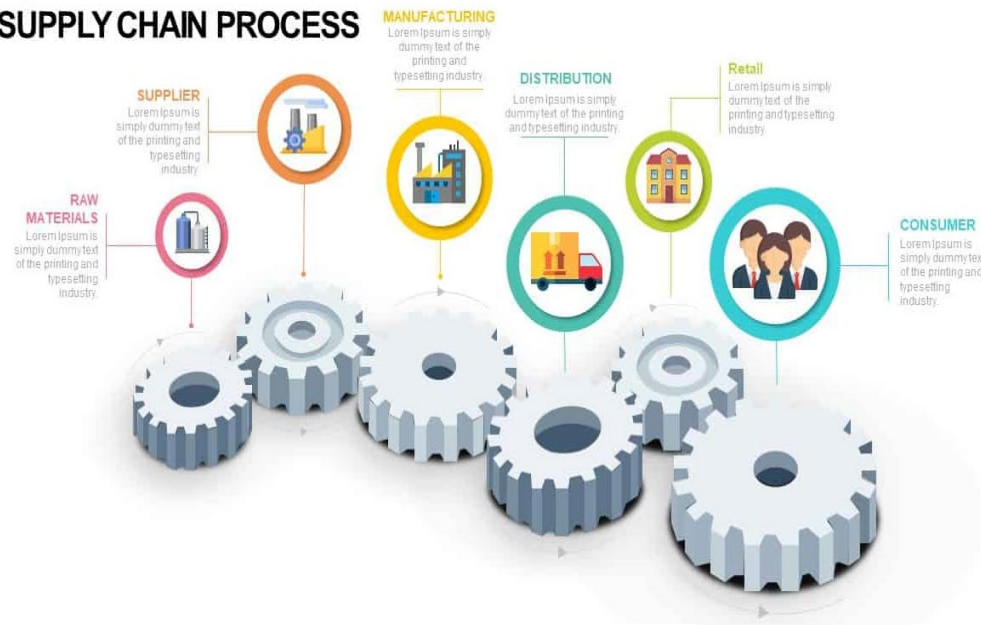 SUPPLY CHAIN PROCESS
RAW
MATERIALS
Lorem Ipsum is
simply dummy text
of the printing and
typesetting
industry.
SUPPLIER
Lorem Ipsum is
simply dummy text
of the printing and
typesetting
industry
MANUFACTURING
Lorem Ipsum is simply
dummy text of the
printing and
typesetting industry
DISTRIBUTION
Lorem Ipsum is simply
dummy text of the printing
and typesetting industry.
Retail
Lorem Ipsum is simply
dummy text of the
printing and typesetting
industry.
CONSUMER
Lorem Ipsum is
simply dummy text
of the printing and
typesetting
industry.